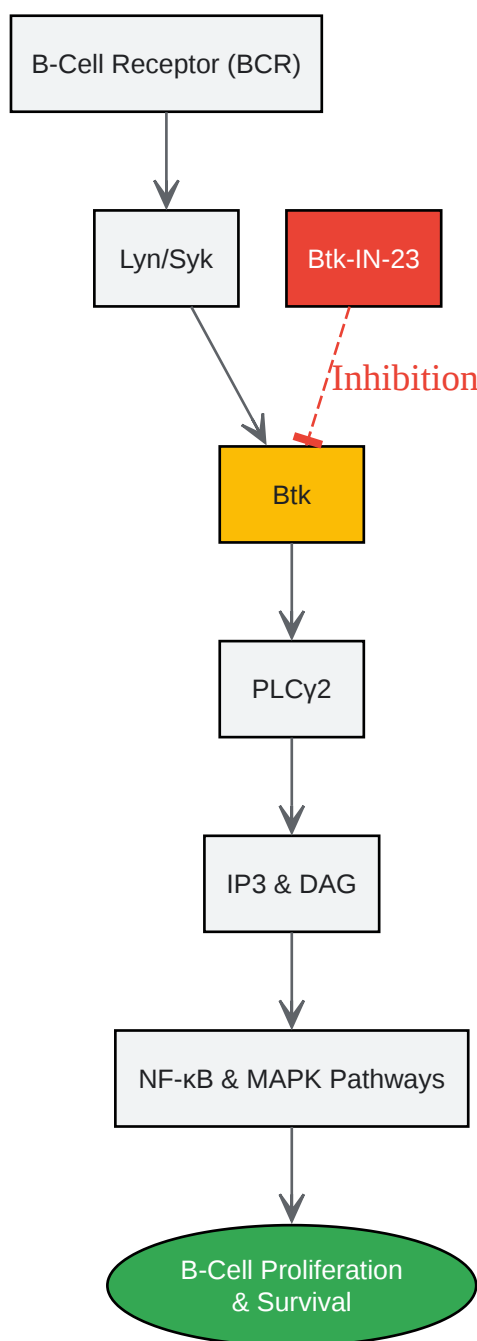 B-Cell Receptor (BCR)
Lyn/Syk
Btk-IN-23
Inhibition
Btk
PLCγ2
IP3 & DAG
NF-κB & MAPK Pathways
B-Cell Proliferation
& Survival